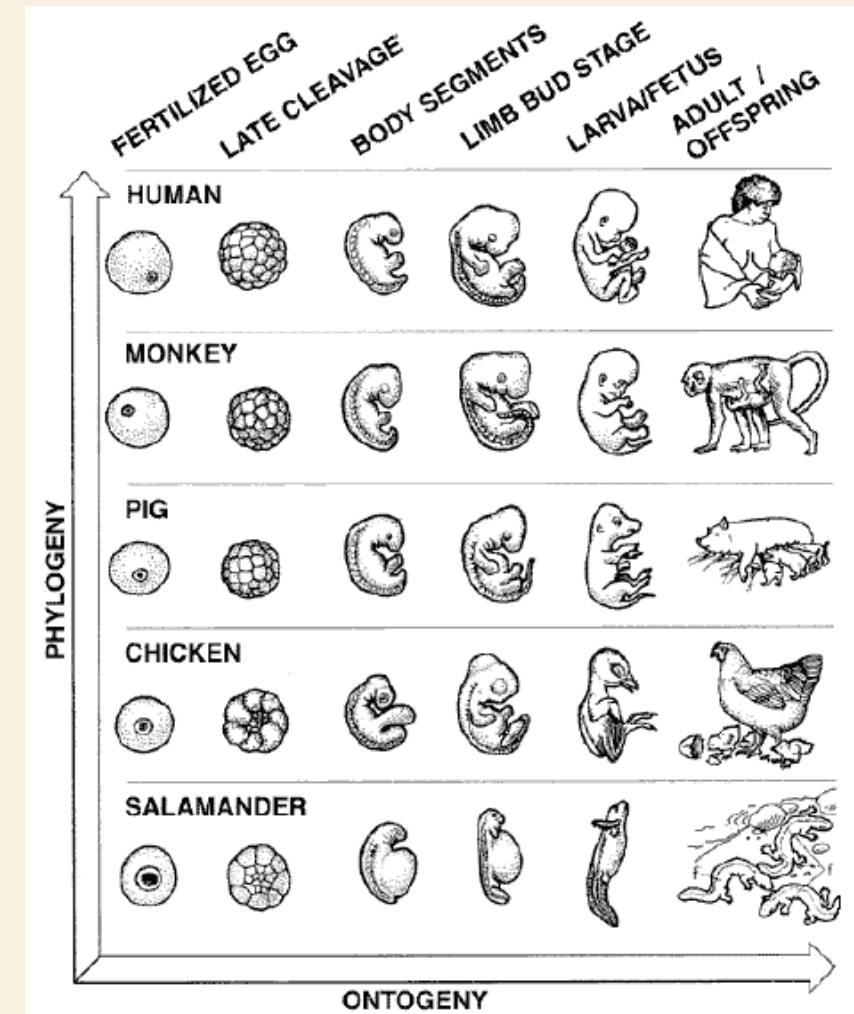 FERTILIZED EGG
LATE CLEAVAGE
BODY SEGMENTS
LIMB BUD STAGE
LARVA/FETUS
ADULT /
OFFSPRING
HUMAN
MONKEY
PIG
CHICKEN
SALAMANDER
PHYLOGENY
ONTOGENY